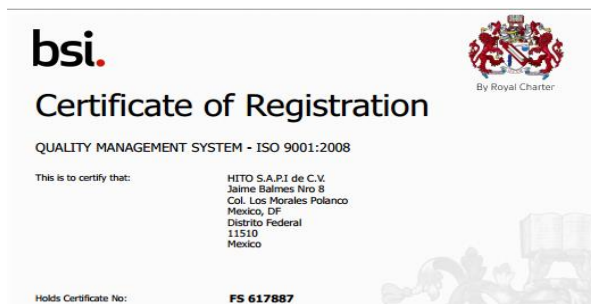 bsi.
By Royal Charter
Certificate of Registration
QUALITY MANAGEMENT SYSTEM - ISO 9001:2008
This is to certify that:
HITO S.A.P.I de C.V.
Jaime Balmes Nro 8
Col. Los Morales Polanco
Mexico, DF
Distrito Federal
11510
Mexico
Holds Certificate No:
FS 617887